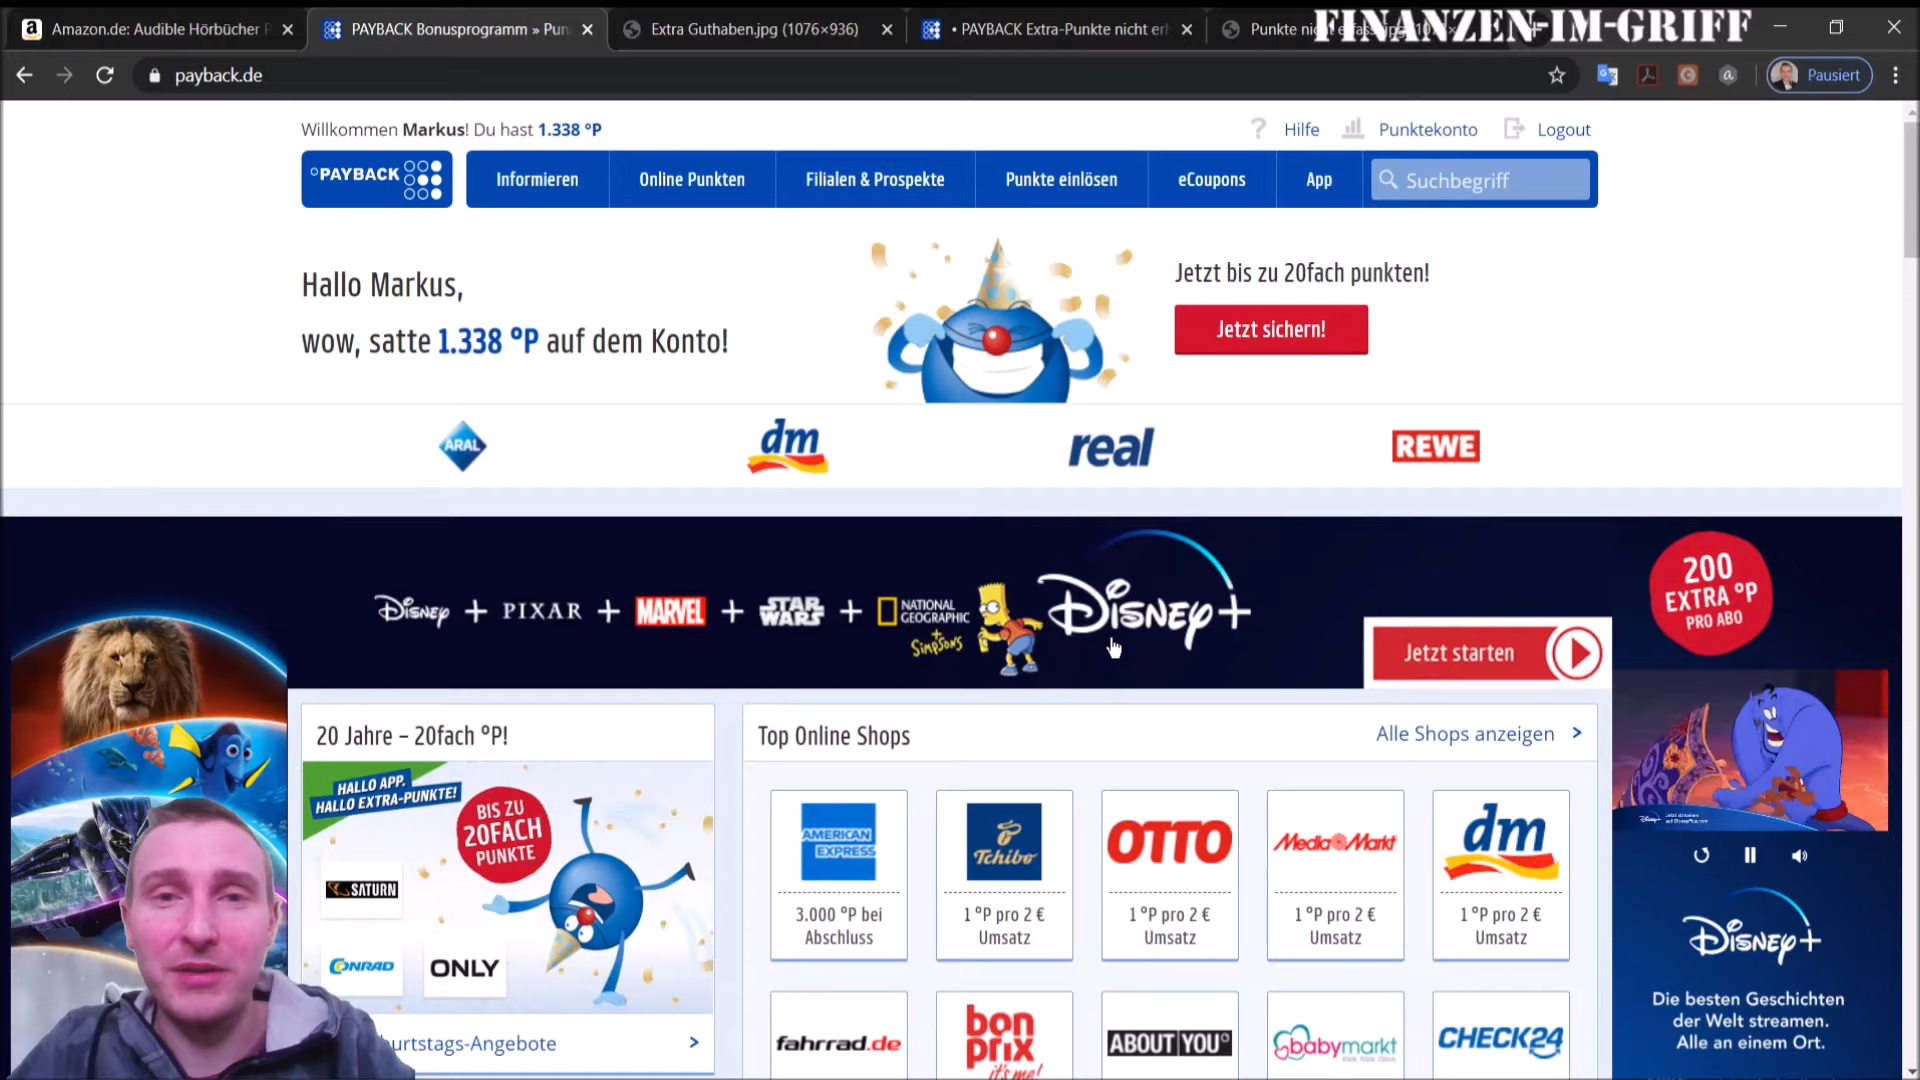 Amazon.de: Audible Hörbücher
PAYBACK Bonusprogramm » Pun
Extra Guthaben.jpg (1076×936)
• PAYBACK Extra-Punkte nicht er
Punkte
FINANZEN-IM-GRIFF
payback.de
Pausiert
Willkommen Markus! Du hast 1.338 °P
Hilfe
Punktekonto
Logout
°PAYBACK
Informieren
Online Punkten
Filialen & Prospekte
Punkte einlösen
eCoupons
App
Suchbegriff
Hallo Markus,
wow, satte 1.338 °P auf dem Konto!
Jetzt bis zu 20fach punkten!
Jetzt sichern!
ARAL
dm
real
REWE
Disney + PIXAR + MARVEL + STAR WARS + NATIONAL GEOGRAPHIC
+
SIMPSONS
Disney+
Jetzt starten
200
EXTRA °P
PRO ABO
20 Jahre – 20fach °P!
HALLO APP.
HALLO EXTRA-PUNKTE!
BIS ZU
20FACH
PUNKTE
SATURN
CONRAD
ONLY
burtstags-Angebote
Top Online Shops
Alle Shops anzeigen
AMERICAN
EXPRESS
3.000 °P bei
Abschluss
Tchibo
1 °P pro 2 €
Umsatz
OTTO
1 °P pro 2 €
Umsatz
MediaMarkt
1 °P pro 2 €
Umsatz
dm
1 °P pro 2 €
Umsatz
fahrrad.de
bon
prix
it's me!
ABOUT YOU°
babymarkt
CHECK24
Disney+
Die besten Geschichten
der Welt streamen.
Alle an einem Ort.